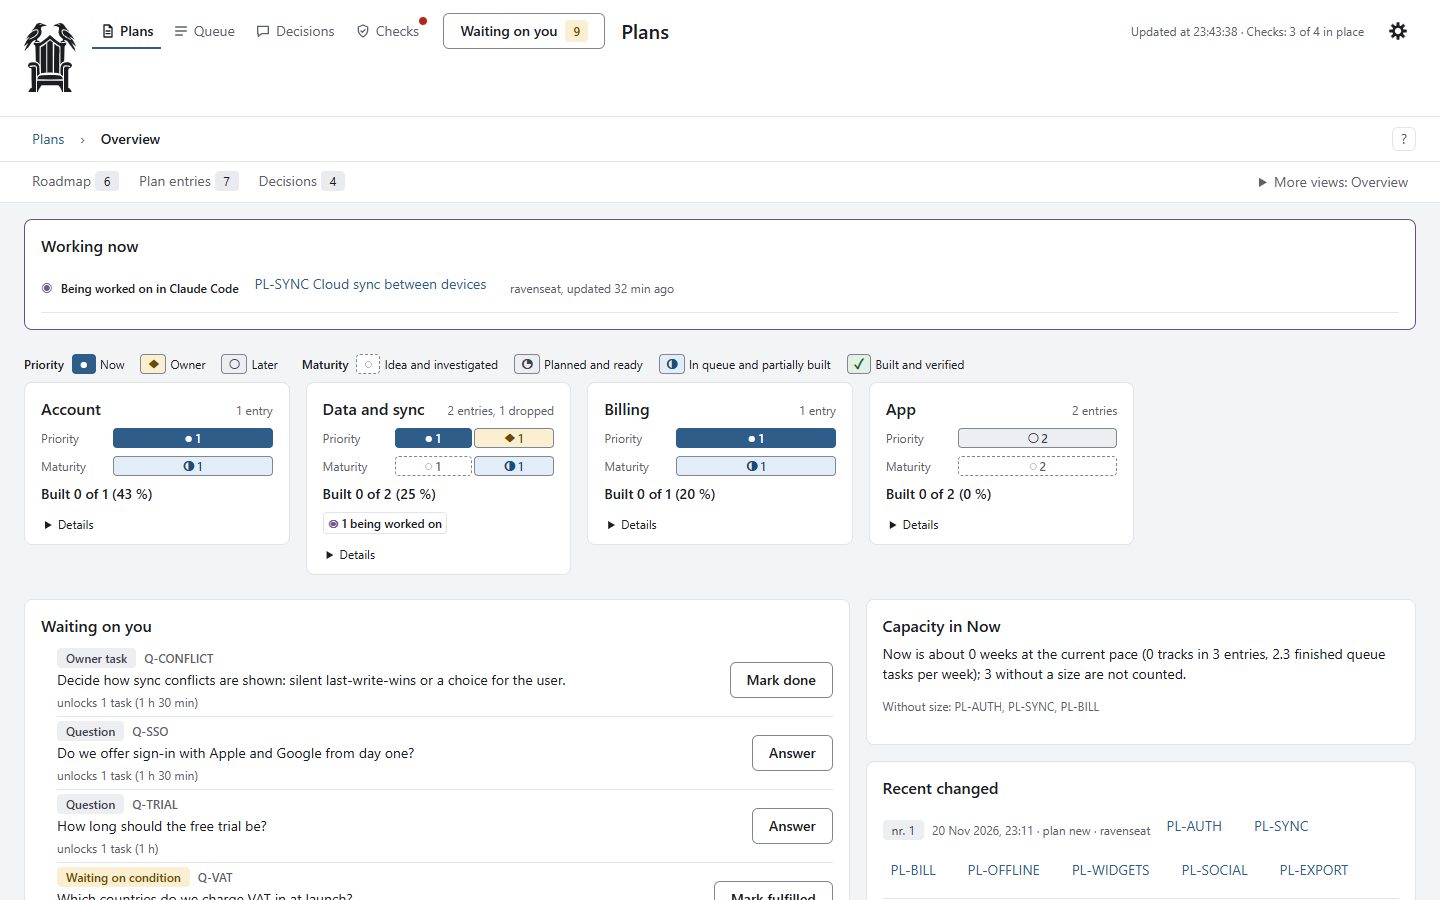 Plans
Queue
Decisions
Checks
Waiting on you 9
Plans
Updated at 23:43:38 · Checks: 3 of 4 in place
Plans › Overview
?
Roadmap 6
Plan entries 7
Decisions 4
More views: Overview
Working now
Being worked on in Claude Code PL-SYNC Cloud sync between devices ravenseat, updated 32 min ago
Priority Now Owner Later Maturity Idea and investigated Planned and ready In queue and partially built Built and verified
Account 1 entry
Priority 1
Maturity 1
Built 0 of 1 (43 %)
Details
Data and sync 2 entries, 1 dropped
Priority 1 1
Maturity 1 1
Built 0 of 2 (25 %)
1 being worked on
Details
Billing 1 entry
Priority 1
Maturity 1
Built 0 of 1 (20 %)
Details
App 2 entries
Priority 2
Maturity 2
Built 0 of 2 (0 %)
Details
Waiting on you
Owner task Q-CONFLICT
Decide how sync conflicts are shown: silent last-write-wins or a choice for the user.
unlocks 1 task (1 h 30 min)
Mark done
Question Q-SSO
Do we offer sign-in with Apple and Google from day one?
unlocks 1 task (1 h 30 min)
Answer
Question Q-TRIAL
How long should the free trial be?
unlocks 1 task (1 h)
Answer
Waiting on condition Q-VAT
Which countries do we charge VAT in at launch?
Mark fulfilled
Capacity in Now
Now is about 0 weeks at the current pace (0 tracks in 3 entries, 2.3 finished queue
tasks per week); 3 without a size are not counted.
Without size: PL-AUTH, PL-SYNC, PL-BILL
Recent changed
nr. 1 20 Nov 2026, 23:11 · plan new · ravenseat PL-AUTH PL-SYNC
PL-BILL PL-OFFLINE PL-WIDGETS PL-SOCIAL PL-EXPORT